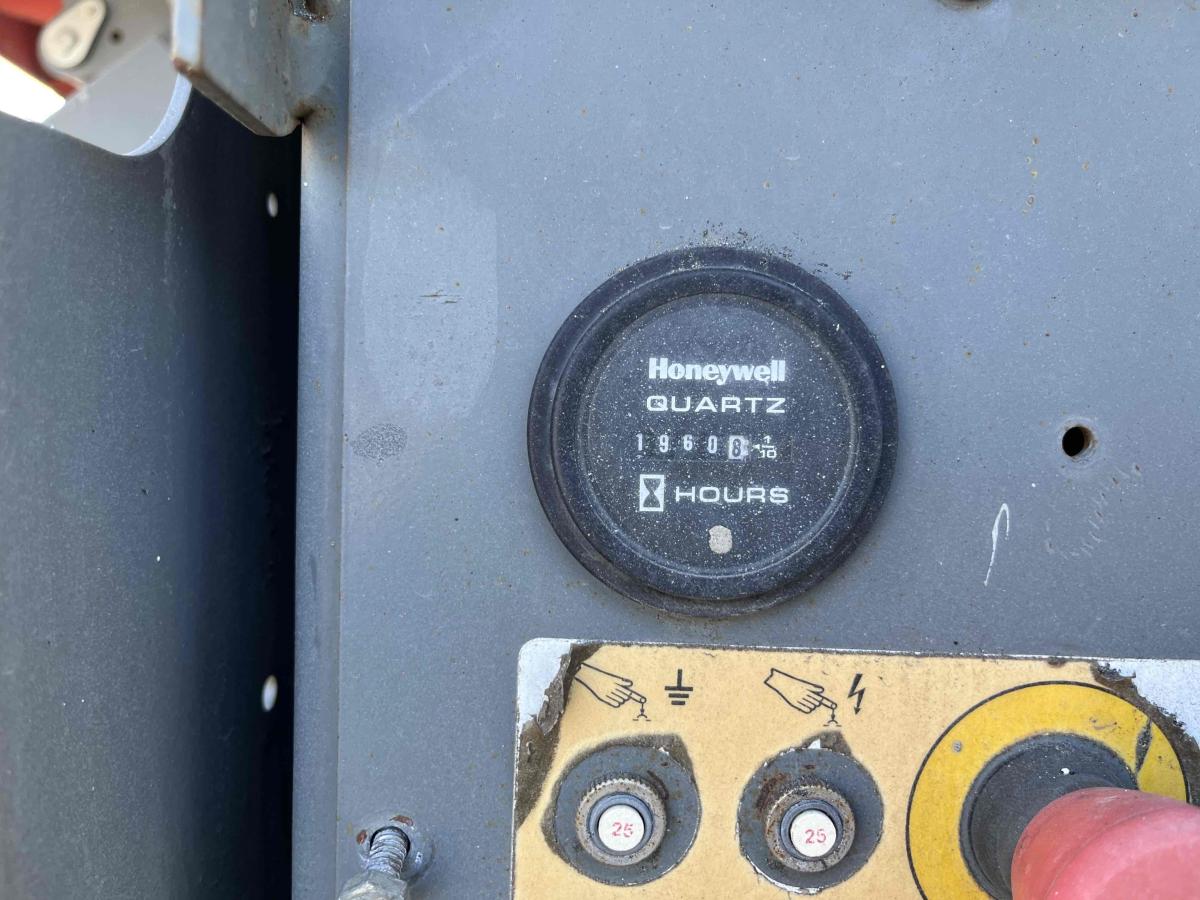 Honeywell
QUARTZ
19608 1/10
HOURS
25
25